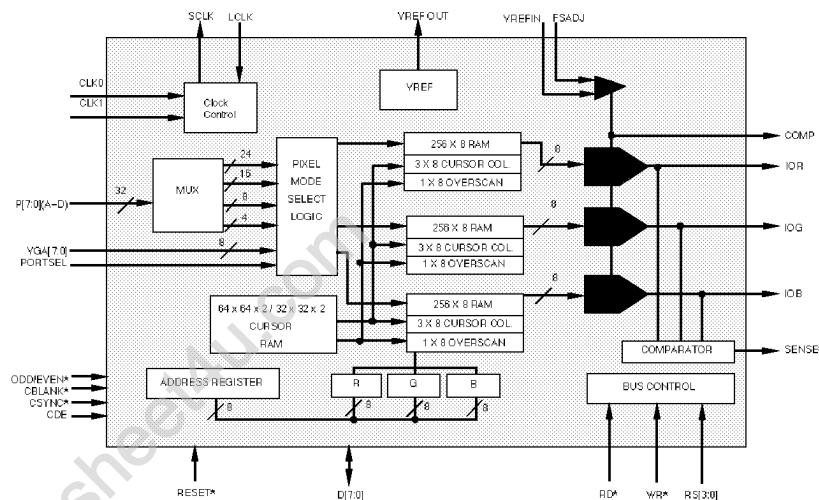 SCLK
LCLK
VREF OUT
VREFIN
FSADJ
CLK0
CLK1
Clock
Control
VREF
COMP
256 X 8 RAM
8
3 X 8 CURSOR COL.
1 X 8 OVERSCAN
IOR
P[7:0](A-D)
32
MUX
24
16
8
4
PIXEL
MODE
SELECT
LOGIC
VGA[7:0]
8
PORTSEL
256 X 8 RAM
8
3 X 8 CURSOR COL.
1 X 8 OVERSCAN
IOG
256 X 8 RAM
8
3 X 8 CURSOR COL.
1 X 8 OVERSCAN
IOB
64 x 64 x 2 / 32 x 32 x 2
CURSOR
RAM
COMPARATOR
SENSE*
ODD/EVEN*
CBLANK*
CSYNC*
CDE
ADDRESS REGISTER
8
R
G
B
8
8
8
BUS CONTROL
RESET*
D[7:0]
RD*
WR*
RS[3:0]
sheet4u.com